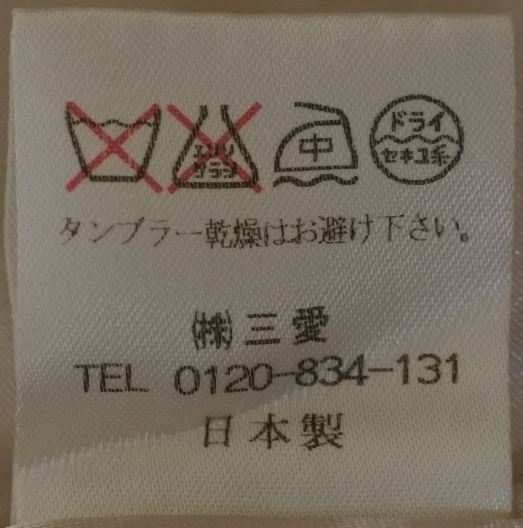 エンソ サラシ 中 ドライ セキユ系
タンブラー乾燥はお避け下さい。
㈱三愛
TEL 0120-834-131
日本製